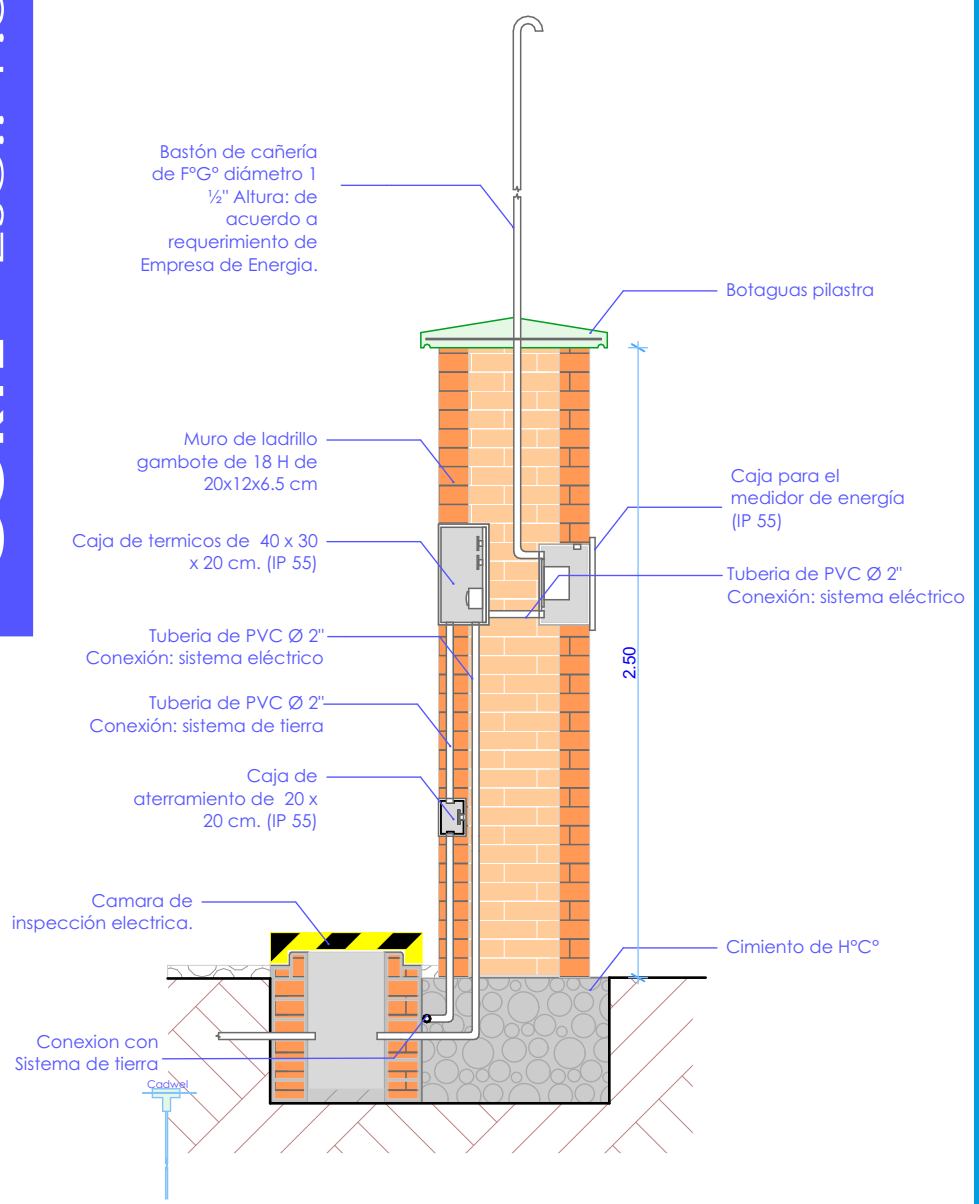 Bastón de cañería
de F°G° diámetro 1
½" Altura: de
acuerdo a
requerimiento de
Empresa de Energia.
Botaguas pilastra
Muro de ladrillo
gambote de 18 H de
20x12x6.5 cm
Caja para el
medidor de energía
(IP 55)
Caja de termicos de 40 x 30
x 20 cm. (IP 55)
Tuberia de PVC Ø 2"
Conexión: sistema eléctrico
Tuberia de PVC Ø 2"
Conexión: sistema eléctrico
2.50
Tuberia de PVC Ø 2"
Conexión: sistema de tierra
Caja de
aterramiento de 20 x
20 cm. (IP 55)
Camara de
inspección electrica.
Cimiento de H°C°
Conexion con
Sistema de tierra
Cadwel